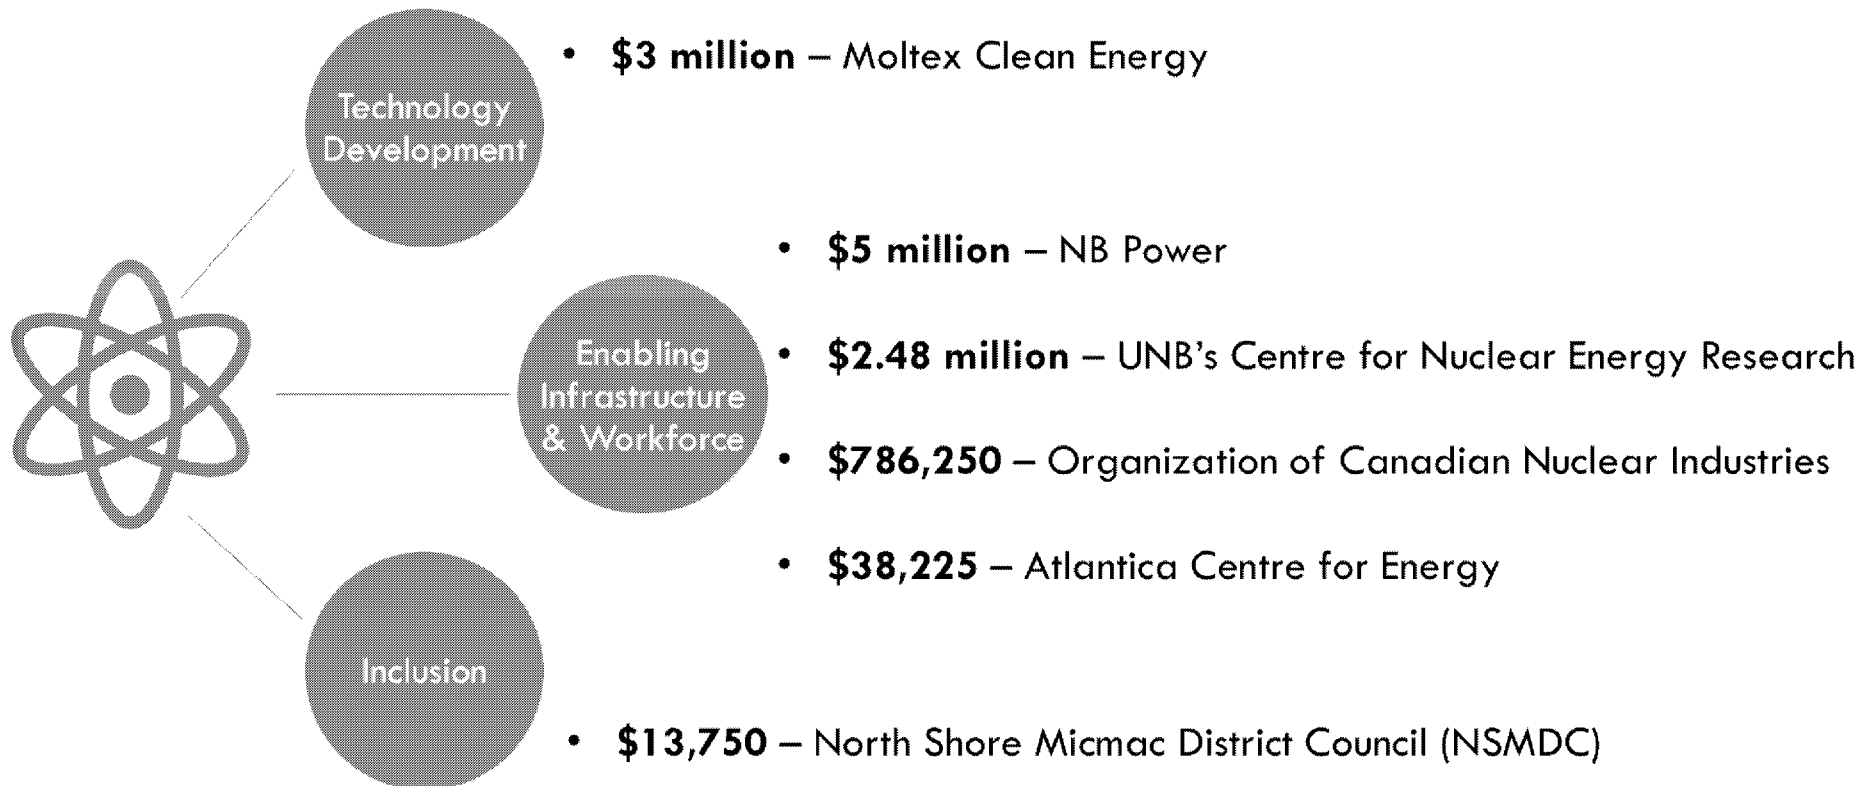 • $3 million – Moltex Clean Energy
Technology
Development
• $5 million – NB Power
Enabling
Infrastructure
& Workforce
• $2.48 million – UNB’s Centre for Nuclear Energy Research
• $786,250 – Organization of Canadian Nuclear Industries
• $38,225 – Atlantica Centre for Energy
Inclusion
• $13,750 – North Shore Micmac District Council (NSMDC)